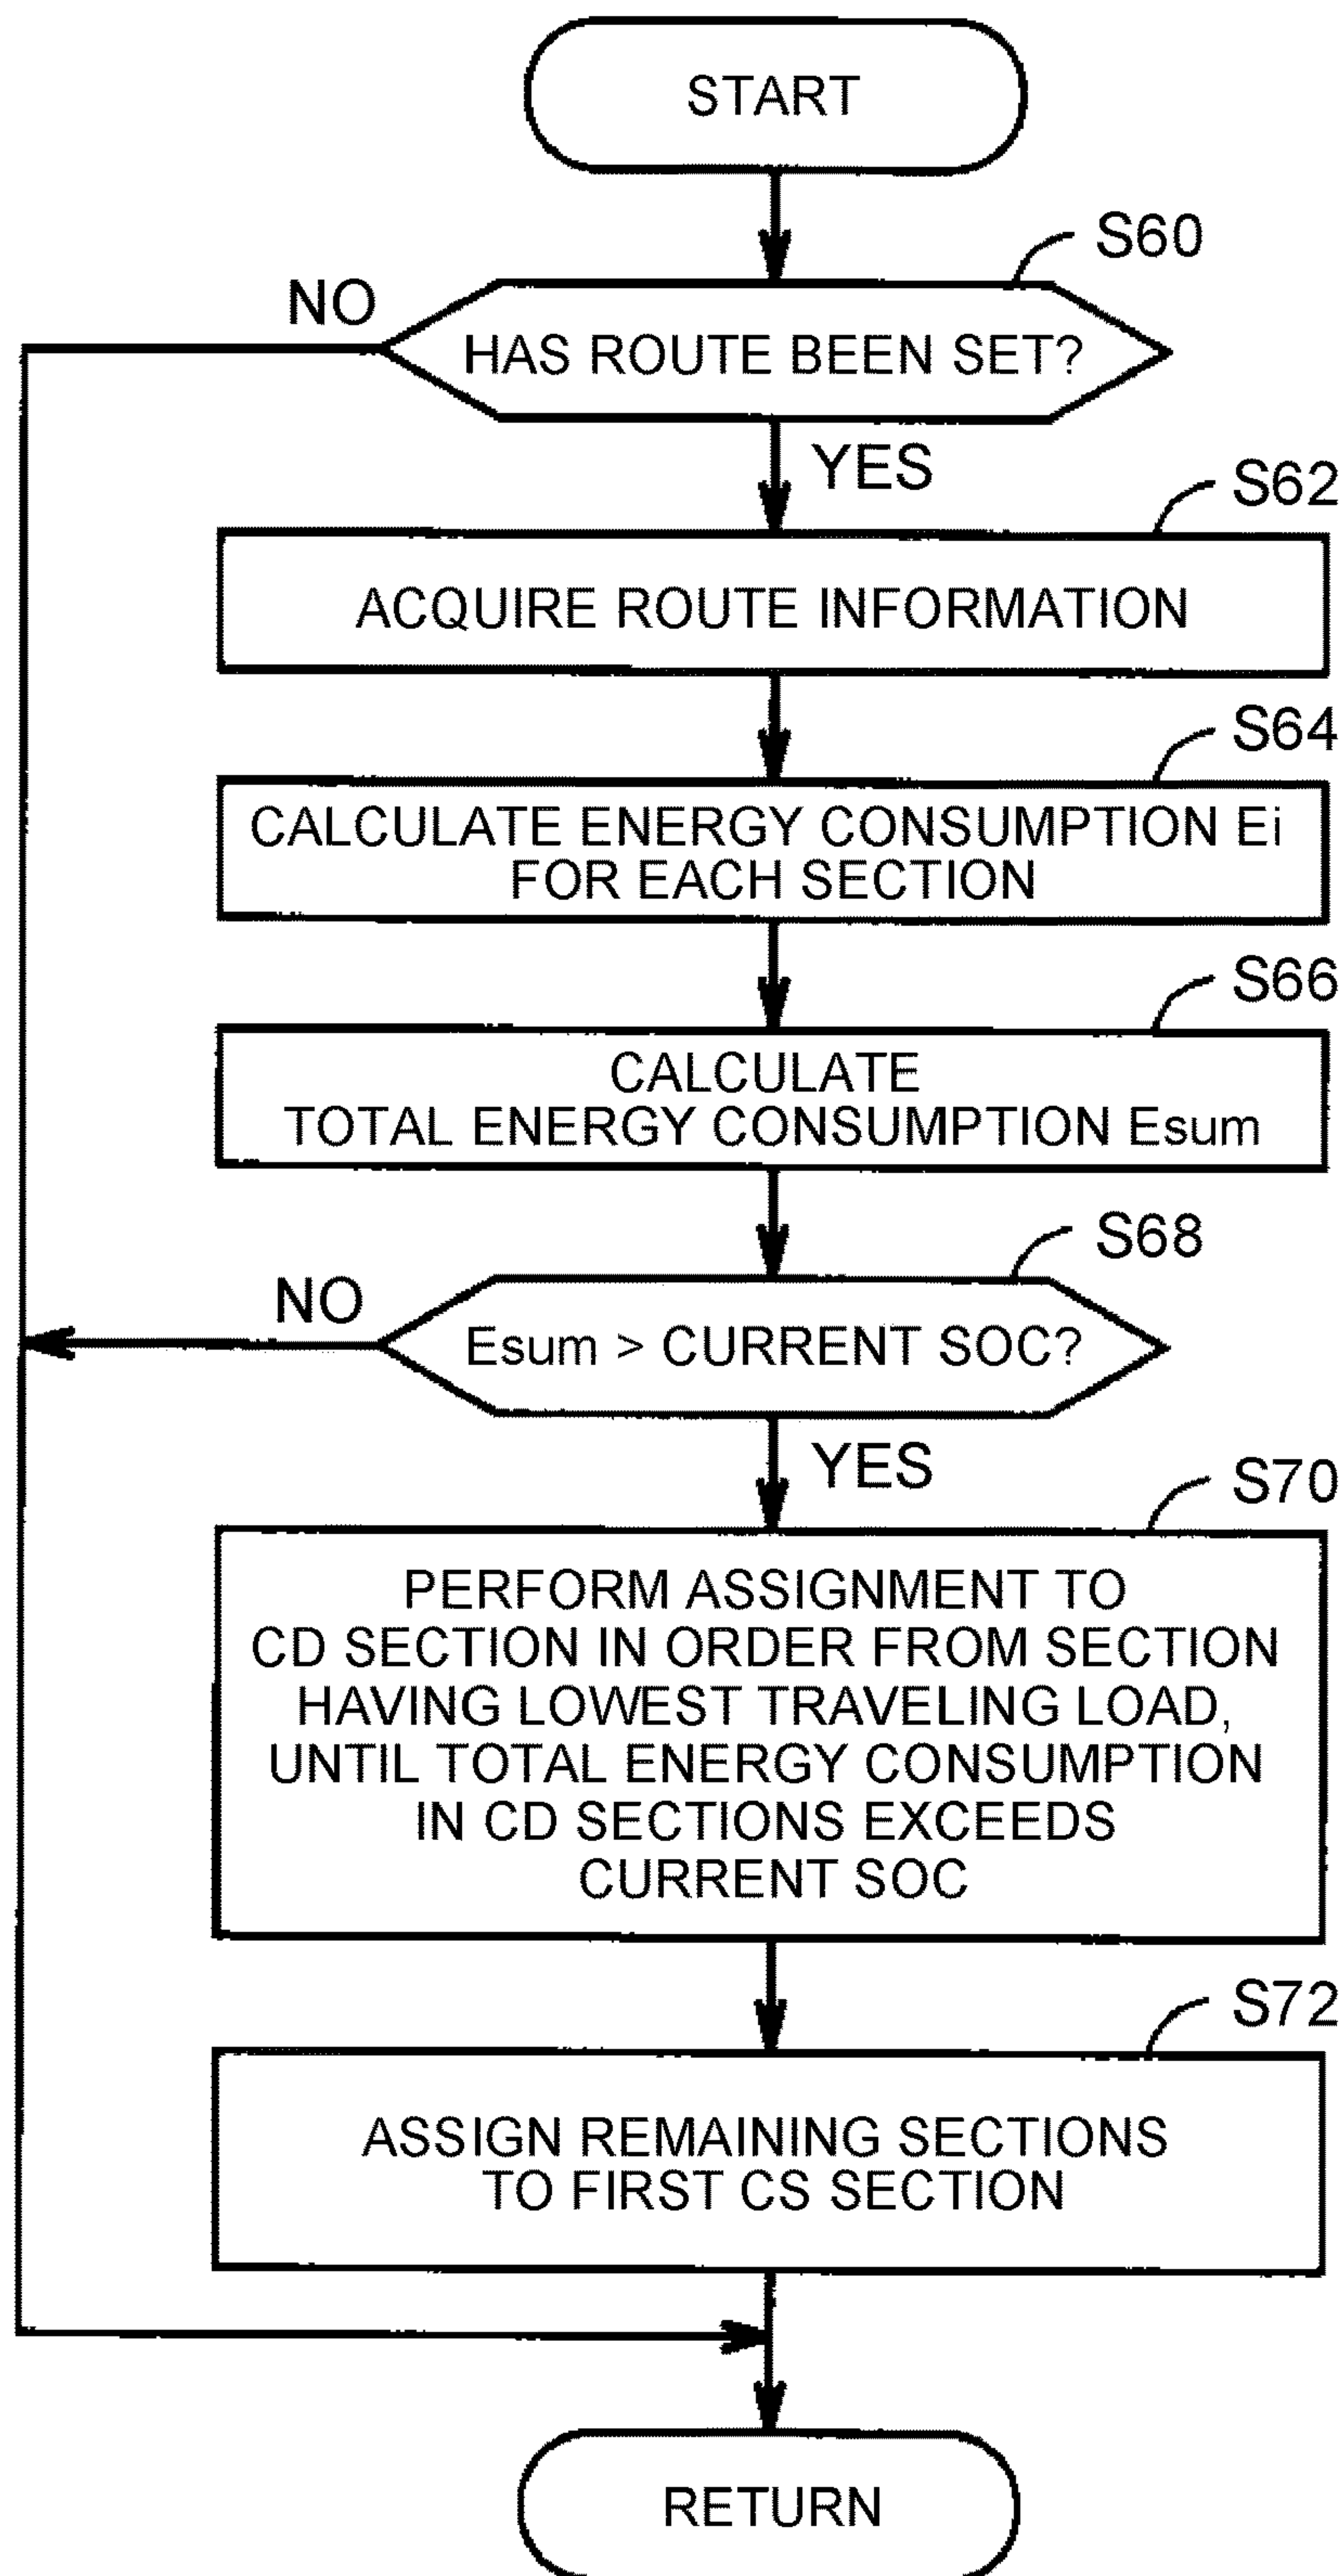 START
S60
NO
HAS ROUTE BEEN SET?
YES
S62
ACQUIRE ROUTE INFORMATION
S64
CALCULATE ENERGY CONSUMPTION Ei
FOR EACH SECTION
S66
CALCULATE
TOTAL ENERGY CONSUMPTION Esum
S68
NO
Esum > CURRENT SOC?
YES
S70
PERFORM ASSIGNMENT TO
CD SECTION IN ORDER FROM SECTION
HAVING LOWEST TRAVELING LOAD,
UNTIL TOTAL ENERGY CONSUMPTION
IN CD SECTIONS EXCEEDS
CURRENT SOC
S72
ASSIGN REMAINING SECTIONS
TO FIRST CS SECTION
RETURN